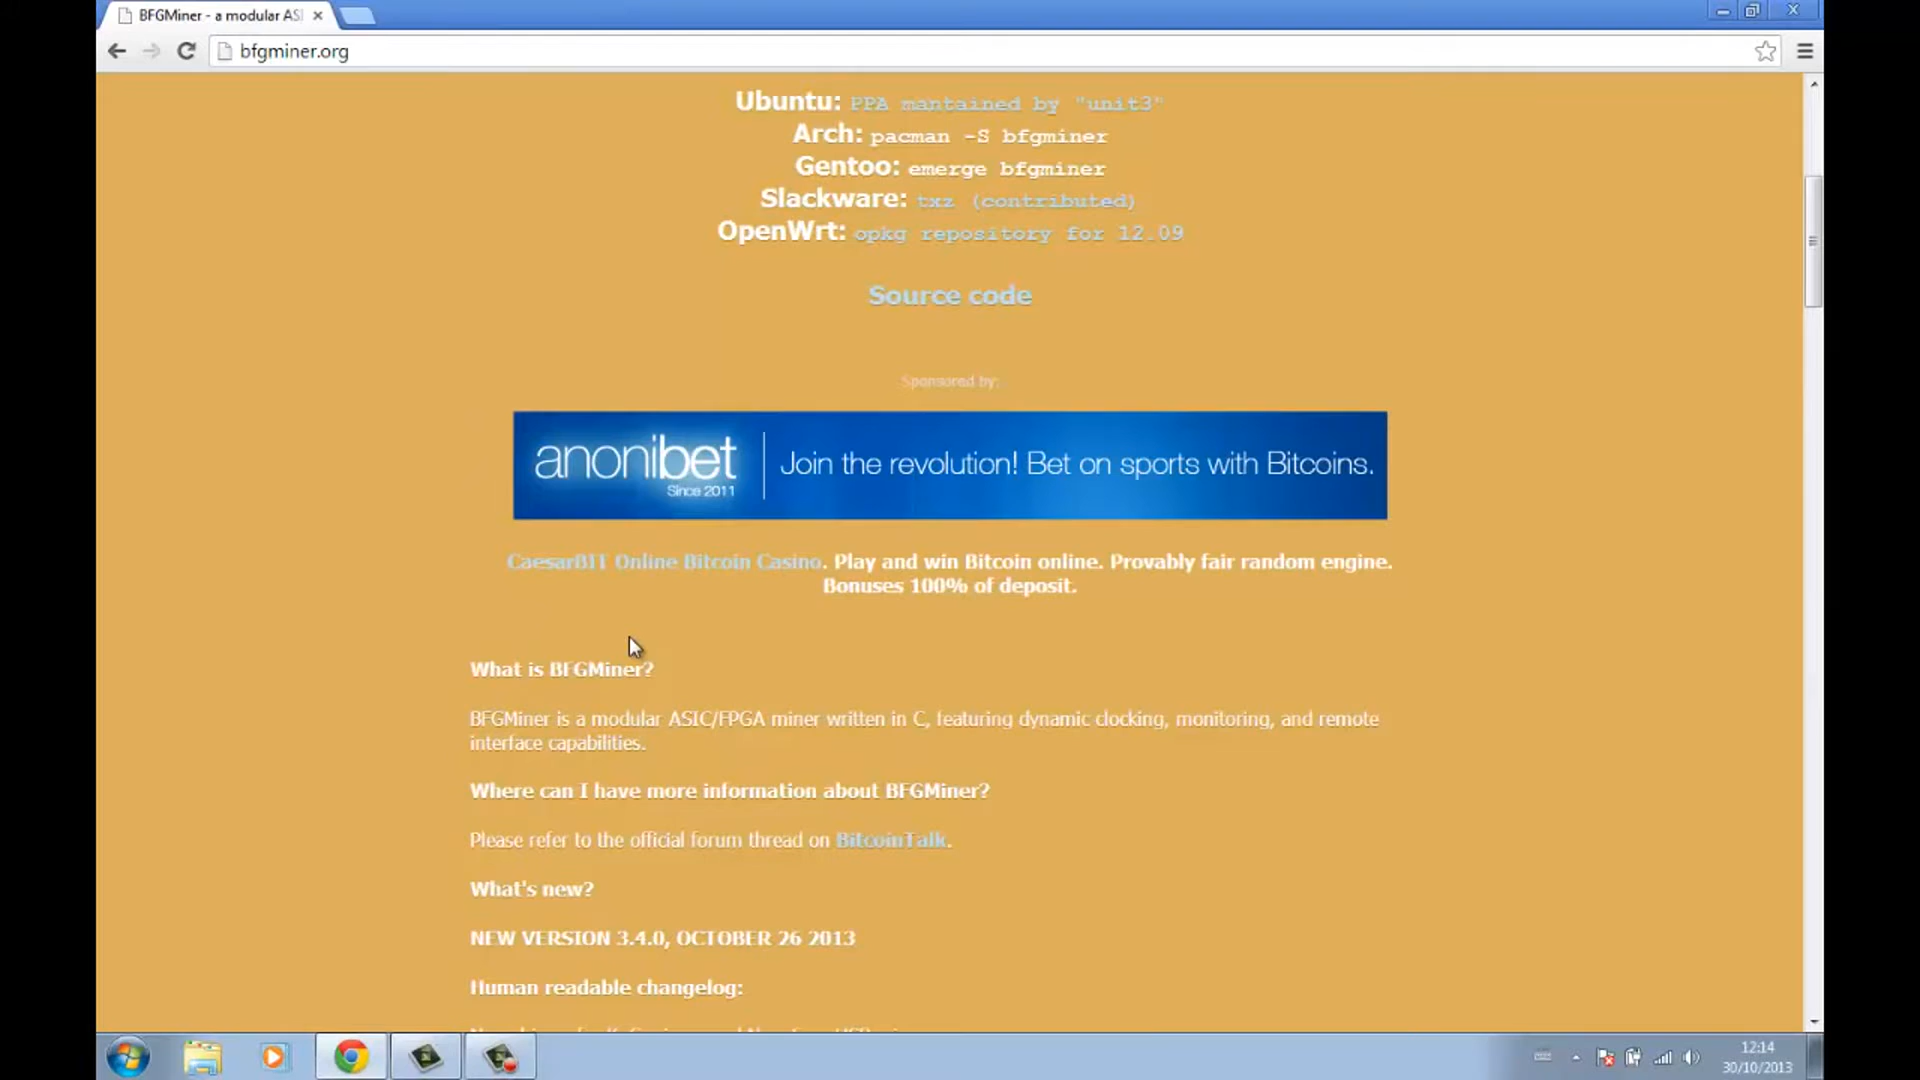 BFGMiner - a modular ASI
bfgminer.org
Ubuntu: PPA mantained by "unit3"
Arch: pacman -S bfgminer
Gentoo: emerge bfgminer
Slackware: txz (contributed)
OpenWrt: opkg repository for 12.09
Source code
Sponsored by:
anonibet
Since 2011
Join the revolution! Bet on sports with Bitcoins.
CaesarBIT Online Bitcoin Casino. Play and win Bitcoin online. Provably fair random engine.
Bonuses 100% of deposit.
What is BFGMiner?
BFGMiner is a modular ASIC/FPGA miner written in C, featuring dynamic clocking, monitoring, and remote
interface capabilities.
Where can I have more information about BFGMiner?
Please refer to the official forum thread on BitcoinTalk.
What's new?
NEW VERSION 3.4.0, OCTOBER 26 2013
Human readable changelog:
12:14
30/10/2013